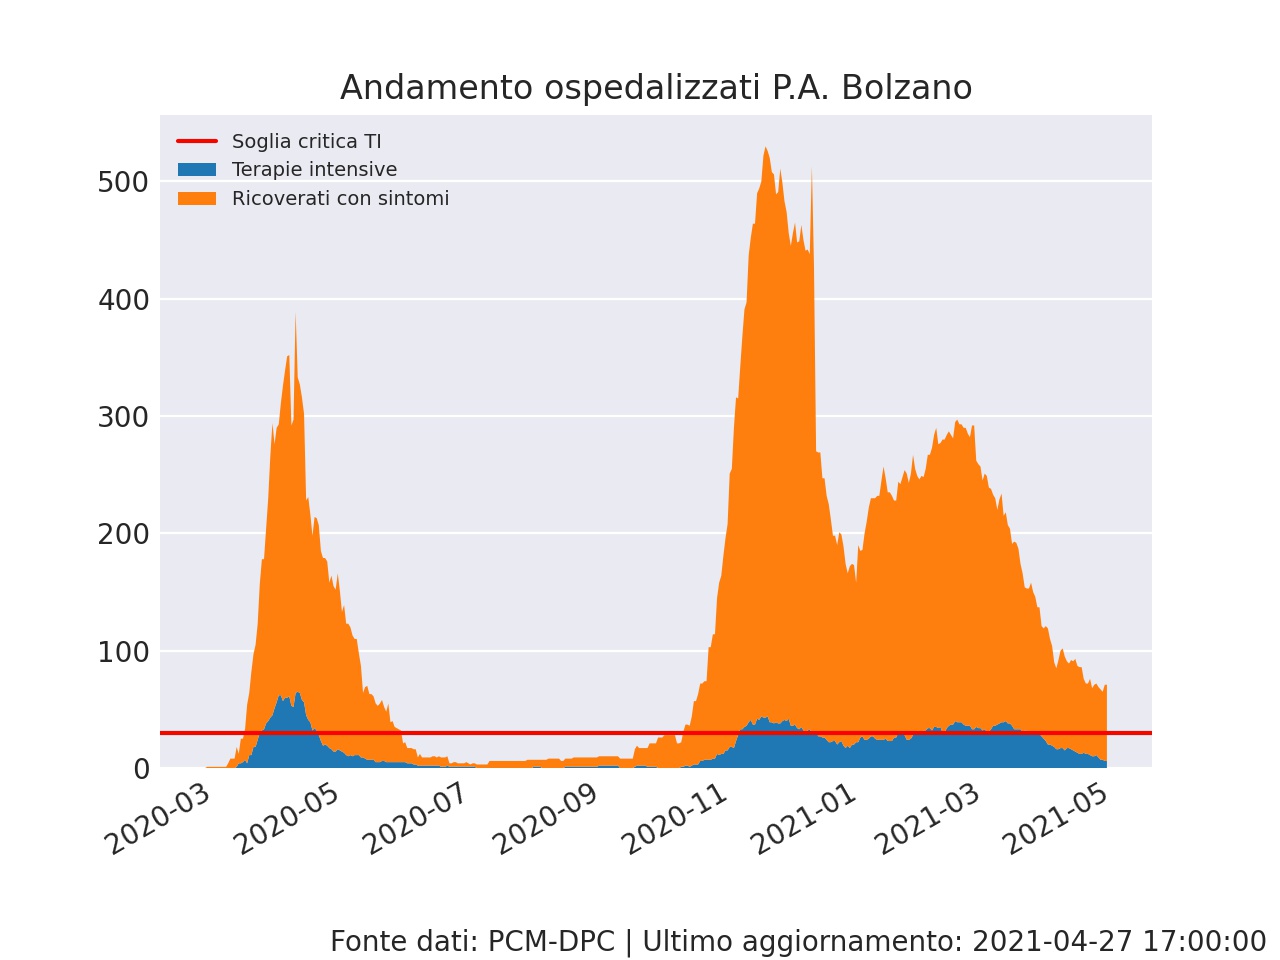 Andamento ospedalizzati P.A. Bolzano
Soglia critica TI
Terapie intensive
Ricoverati con sintomi
500
400
300
200
100
0
2020-03
2020-05
2020-07
2020-09
2020-11
2021-01
2021-03
2021-05
Fonte dati: PCM-DPC | Ultimo aggiornamento: 2021-04-27 17:00:00